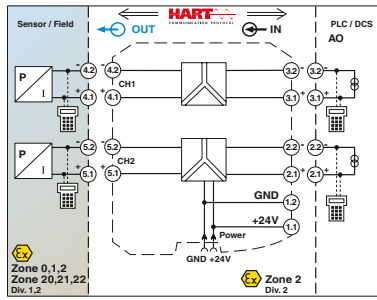 Sensor / Field
HART
COMMUNICATION PROTOCOL
OUT
IN
PLC / DCS
AO
P
I
- 4.2 - 4.2
CH1
+ 4.1 + 4.1
3.2 - 3.2 -
3.1 + 3.1 +
P
I
- 5.2 - 5.2
CH2
+ 5.1 + 5.1
2.2 - 2.2 -
2.1 + 2.1 +
GND
1.2
+24V
1.1
Power
GND +24V
Ex
Zone 0,1,2
Zone 20,21,22
Div. 1,2
Ex
Zone 2
Div. 2